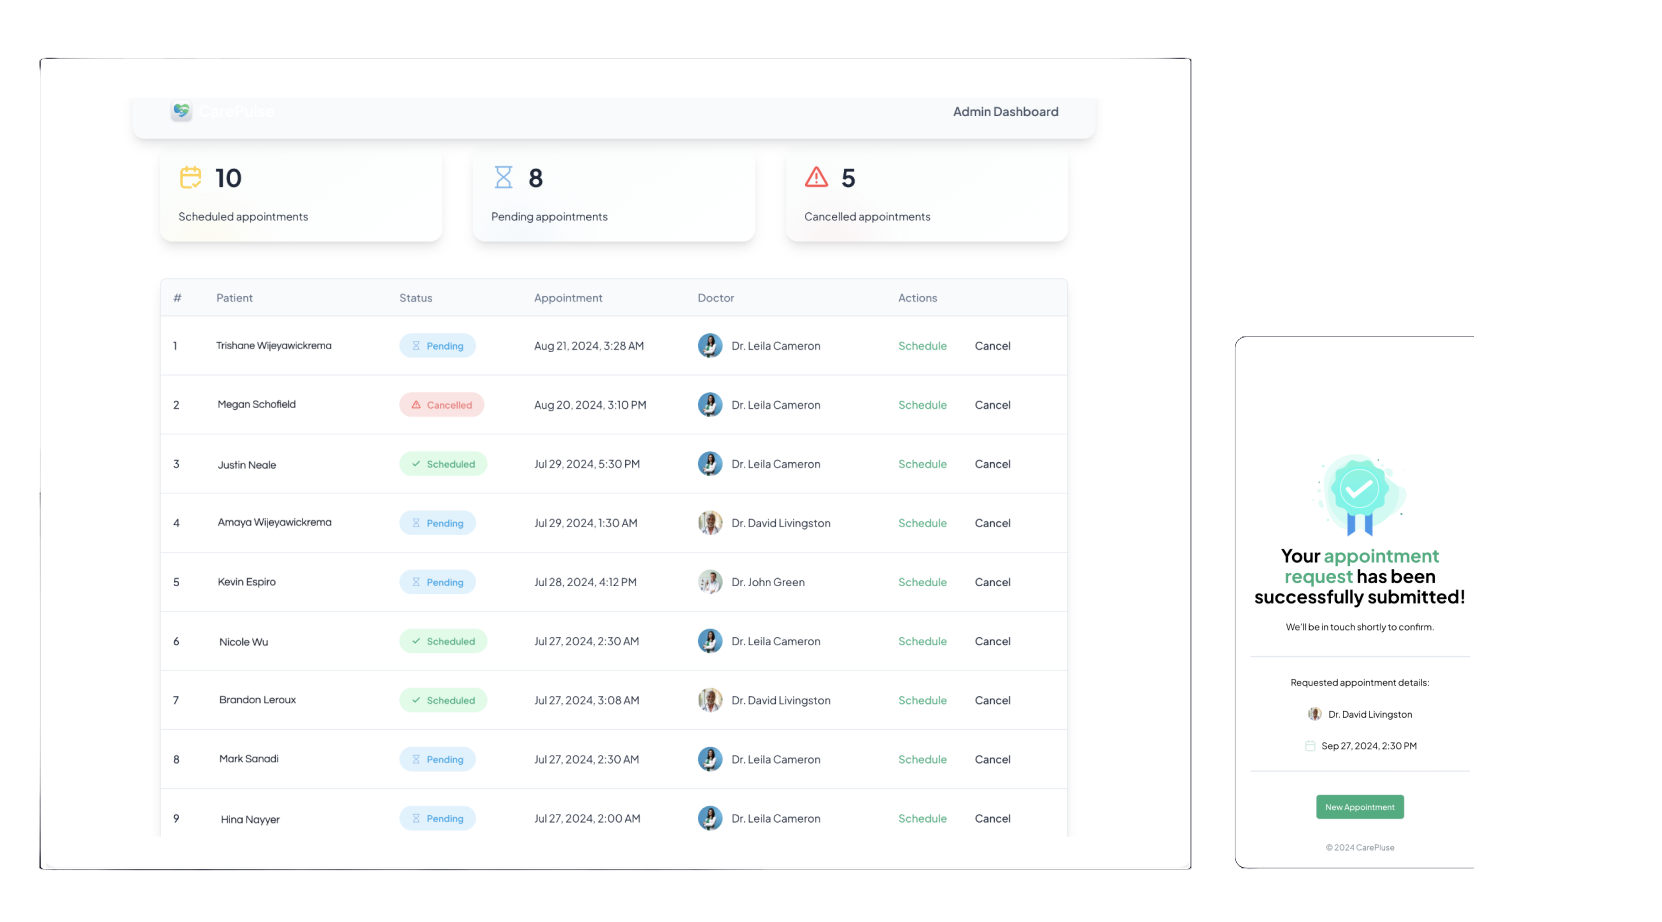 CarePulse
Admin Dashboard
10
Scheduled appointments
8
Pending appointments
5
Cancelled appointments
# Patient Status Appointment Doctor Actions
1 Trishane Wijeyawickrema Pending Aug 21, 2024, 3:28 AM Dr. Leila Cameron Schedule Cancel
2 Megan Schofield Cancelled Aug 20, 2024, 3:10 PM Dr. Leila Cameron Schedule Cancel
3 Justin Neale Scheduled Jul 29, 2024, 5:30 PM Dr. Leila Cameron Schedule Cancel
4 Amaya Wijeyawickrema Pending Jul 29, 2024, 1:30 AM Dr. David Livingston Schedule Cancel
5 Kevin Espiro Pending Jul 28, 2024, 4:12 PM Dr. John Green Schedule Cancel
6 Nicole Wu Scheduled Jul 27, 2024, 2:30 AM Dr. Leila Cameron Schedule Cancel
7 Brandon Leroux Scheduled Jul 27, 2024, 3:08 AM Dr. David Livingston Schedule Cancel
8 Mark Sanadi Pending Jul 27, 2024, 2:30 AM Dr. Leila Cameron Schedule Cancel
9 Hina Nayyer Pending Jul 27, 2024, 2:00 AM Dr. Leila Cameron Schedule Cancel
Your appointment
request has been
successfully submitted!
We'll be in touch shortly to confirm.
Requested appointment details:
Dr. David Livingston
Sep 27, 2024, 2:30 PM
New Appointment
© 2024 CarePluse